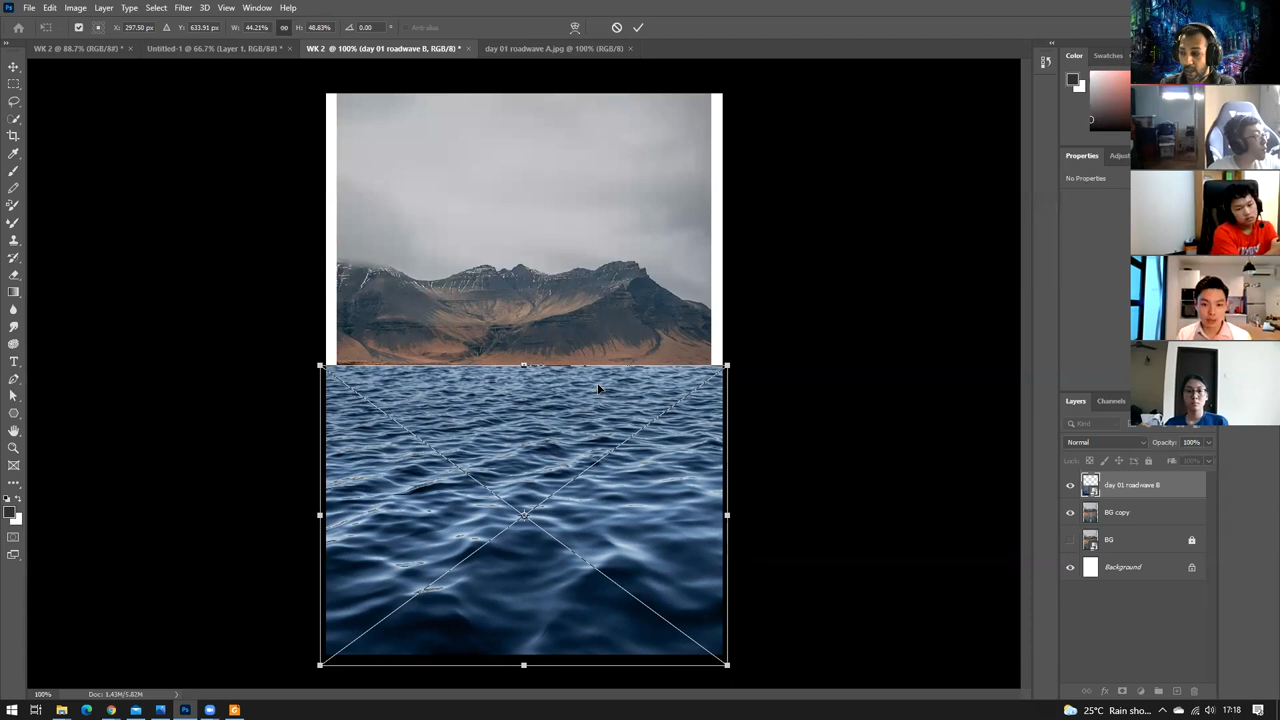 File Edit Image Layer Type Select Filter 3D View Window Help
X: 297.50 px Y: 633.91 px W: 44.21% H: 48.83% 0.00 Anti-alias
WK 2 @ 88.7% (RGB/8#) * × Untitled-1 @ 66.7% (Layer 1, RGB/8#) * × WK 2 @ 100% (day 01 roadwave B, RGB/8) * × day 01 roadwave A.jpg @ 100% (RGB/8) ×
Color Swatches
Properties Adjust
No Properties
Layers Channels
Kind
Normal Opacity: 100%
Lock: Fill: 100%
day 01 roadwave B
BG copy
BG
Background
100% Doc: 1.43M/5.82M
25°C Rain sho... 17:18